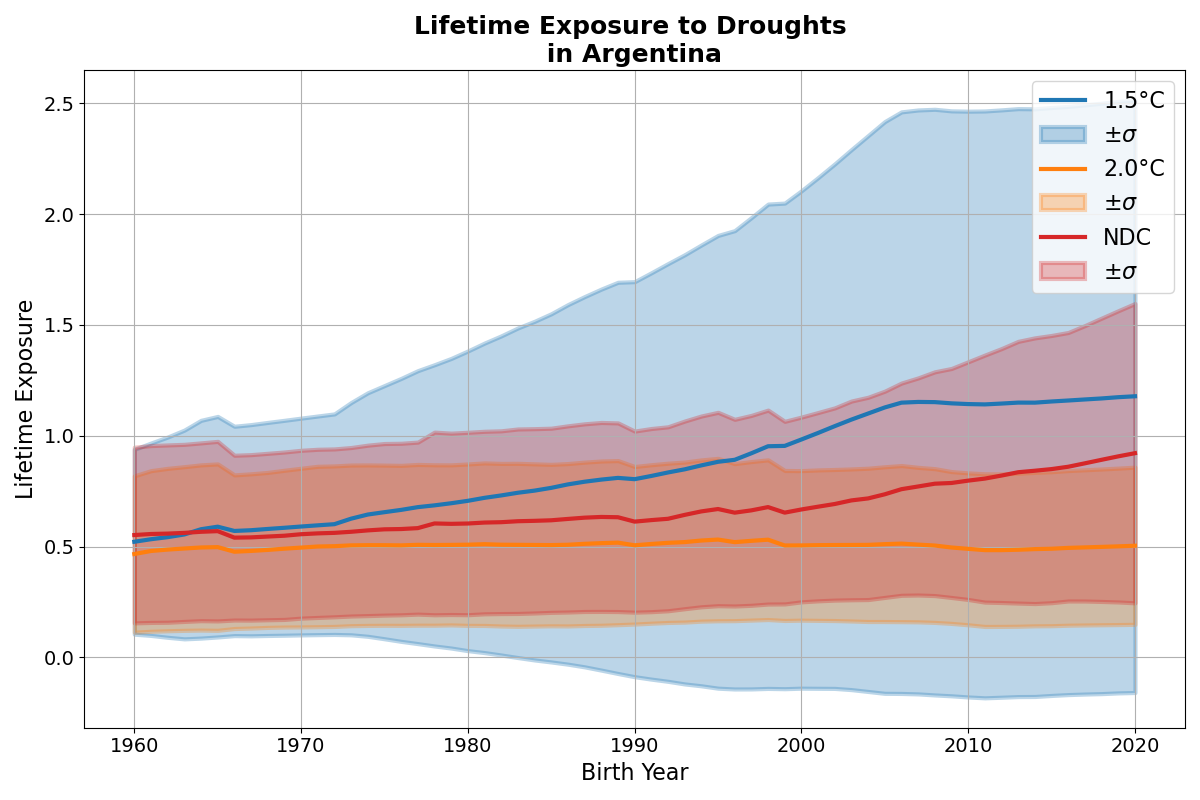 Lifetime Exposure to Droughts
in Argentina
Lifetime Exposure
2.5
2.0
1.5
1.0
0.5
0.0
1960
1970
1980
1990
2000
2010
2020
Birth Year
1.5°C
±σ
2.0°C
±σ
NDC
±σ